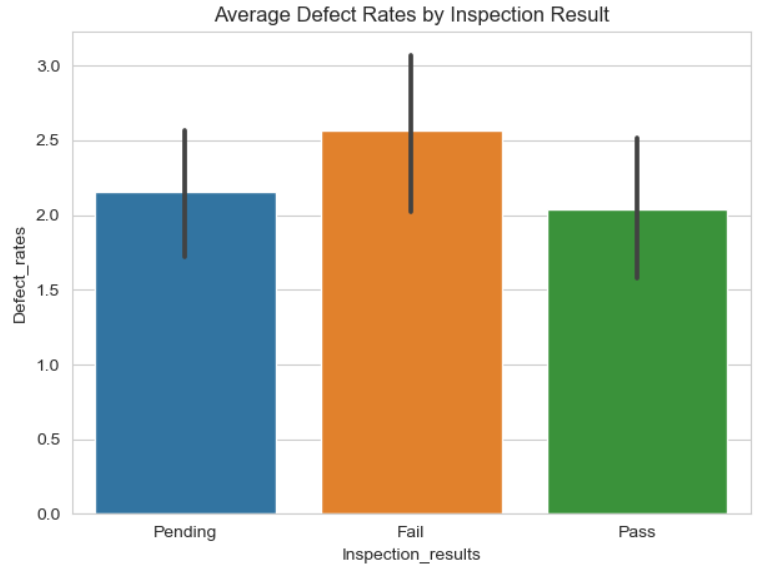 Average Defect Rates by Inspection Result
3.0
2.5
2.0
1.5
1.0
0.5
0.0
Defect_rates
Pending
Fail
Pass
Inspection_results